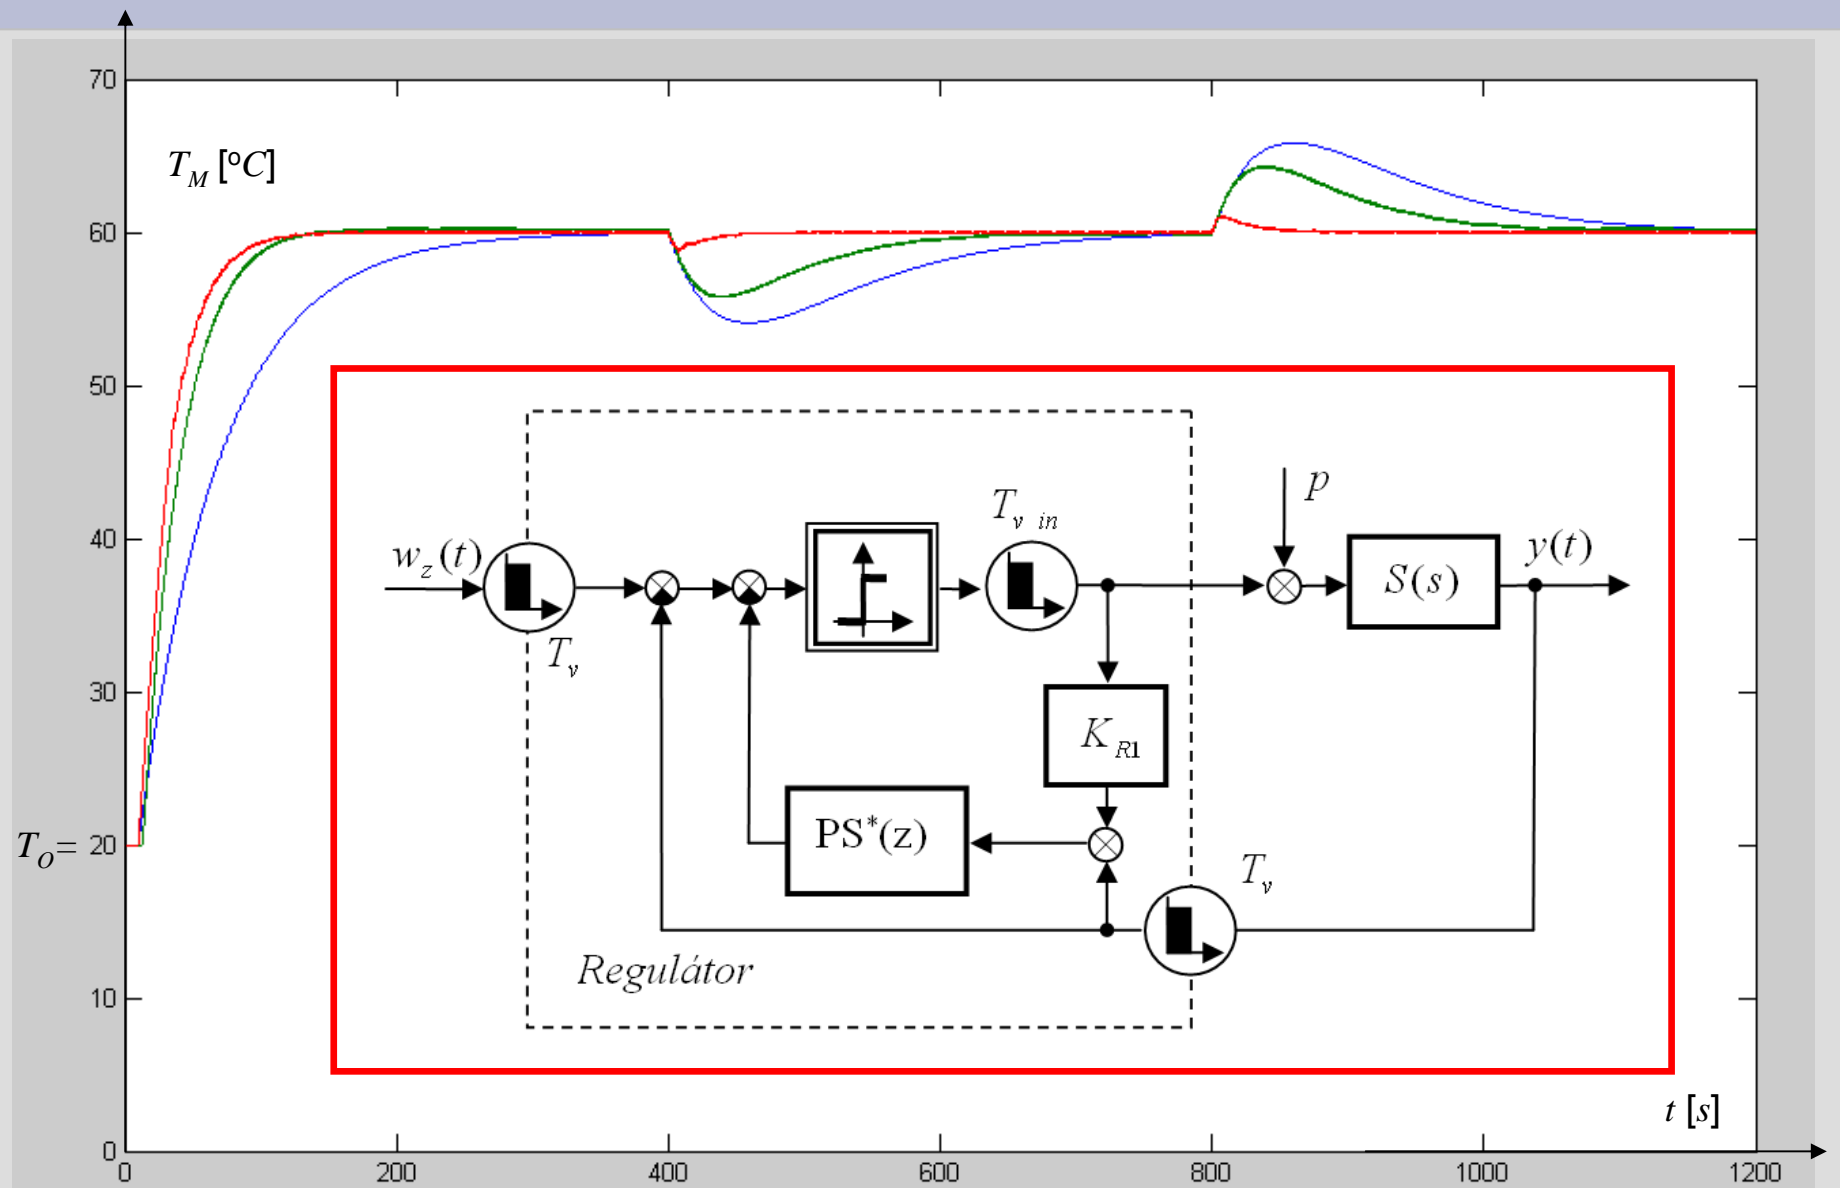 70
T_M [°C]
60
50
40
30
T_O= 20
10
0
0 200 400 600 800 1000 1200
t [s]
w_z(t)
T_v
T_v in
p
S(s)
y(t)
K_R1
PS*(z)
T_v
Regulátor